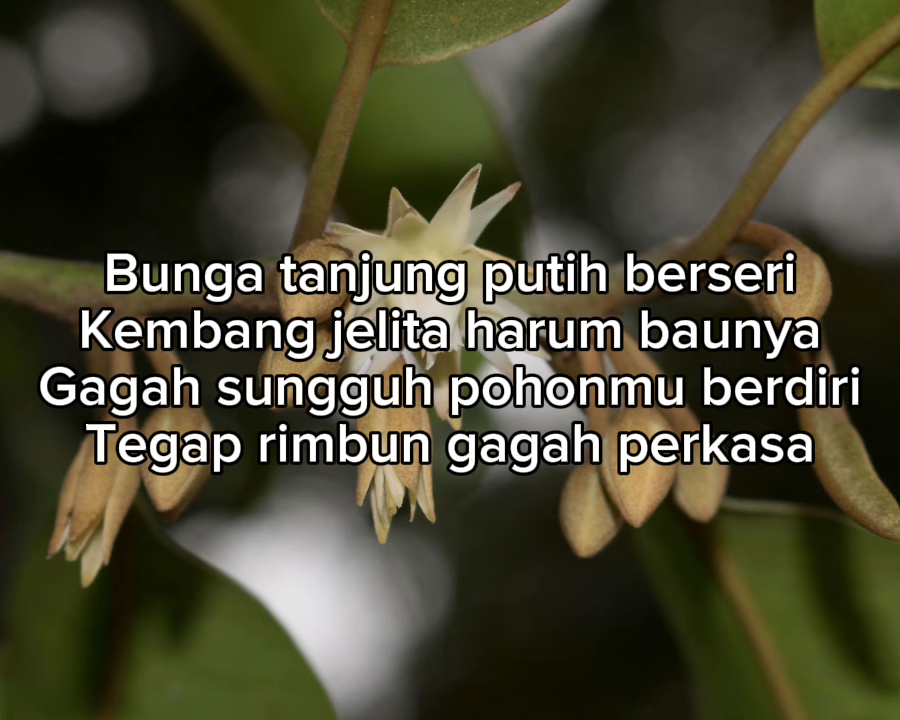 Bunga tanjung putih berseri
Kembang jelita harum baunya
Gagah sungguh pohonmu berdiri
Tegap rimbun gagah perkasa